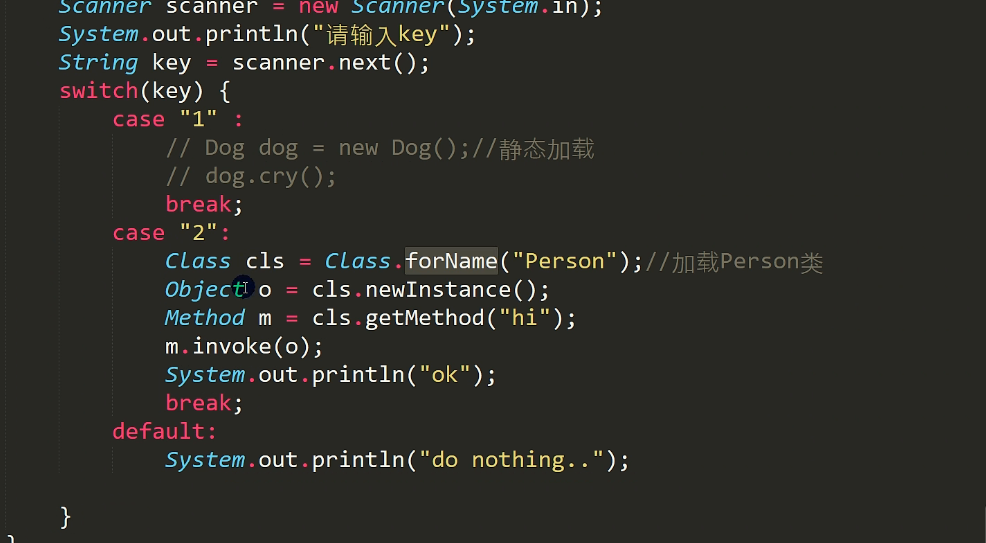 Scanner scanner = new Scanner(System.in);
System.out.println("请输入key");
String key = scanner.next();
switch(key) {
case "1" :
// Dog dog = new Dog();//静态加载
// dog.cry();
break;
case "2":
Class cls = Class.forName("Person");//加载Person类
Object o = cls.newInstance();
Method m = cls.getMethod("hi");
m.invoke(o);
System.out.println("ok");
break;
default:
System.out.println("do nothing..");
}
}